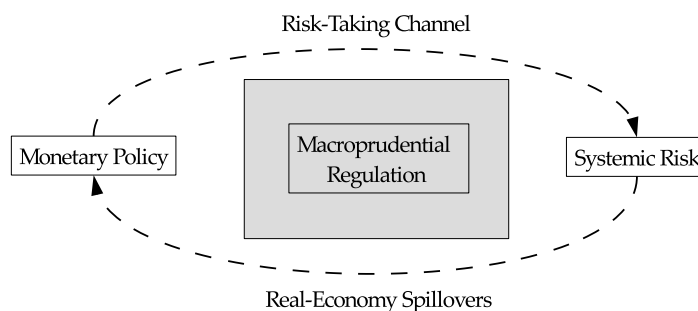 Risk-Taking Channel
Monetary Policy
Macroprudential
Regulation
Systemic Risk
Real-Economy Spillovers